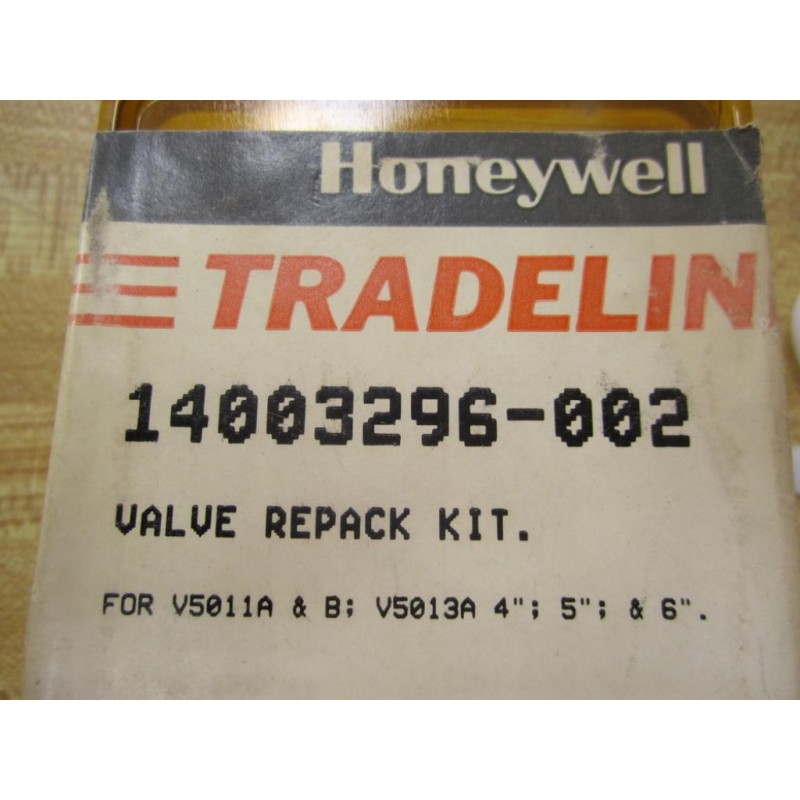 Honeywell
TRADELIN
14003296-002
VALVE REPACK KIT.
FOR V5011A & B; V5013A 4"; 5"; & 6".